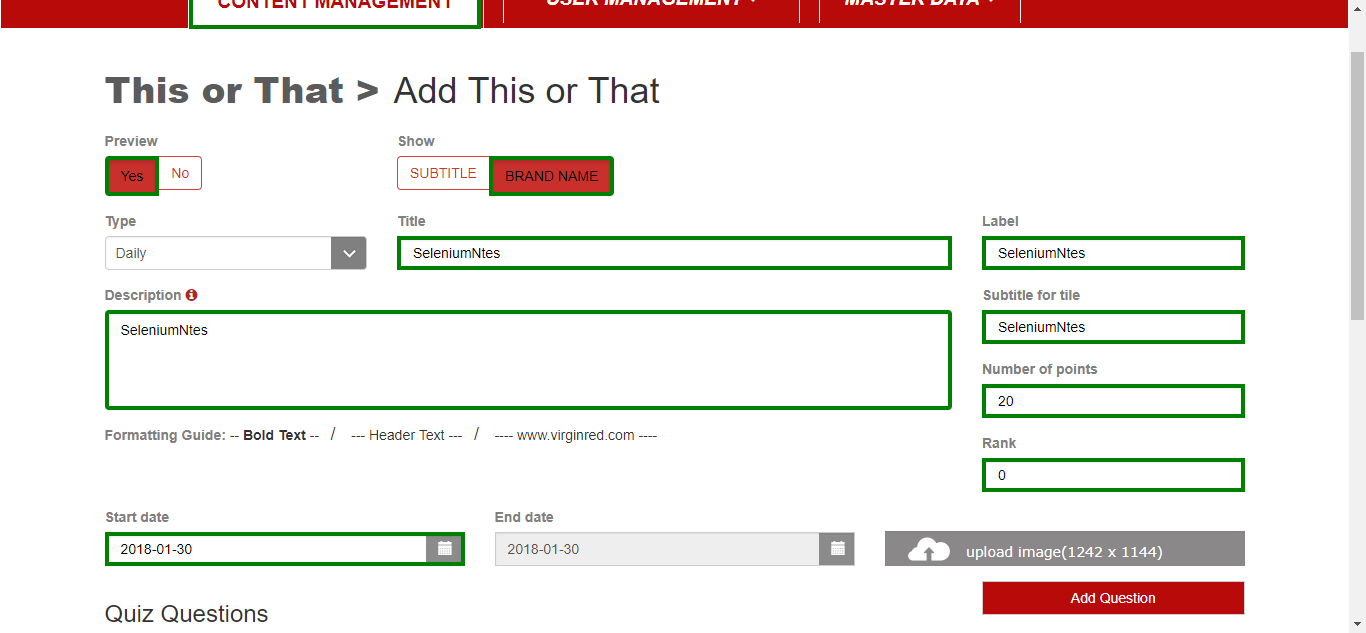 CONTENT MANAGEMENT USER MANAGEMENT MASTER DATA
This or That > Add This or That
Preview Show
Yes No SUBTITLE BRAND NAME
Type Title Label
Daily SeleniumNtes SeleniumNtes
Description Subtitle for tile
SeleniumNtes SeleniumNtes
Number of points
20
Formatting Guide: -- Bold Text -- / --- Header Text --- / ---- www.virginred.com ----
Rank
0
Start date End date
2018-01-30 2018-01-30 upload image(1242 x 1144)
Add Question
Quiz Questions